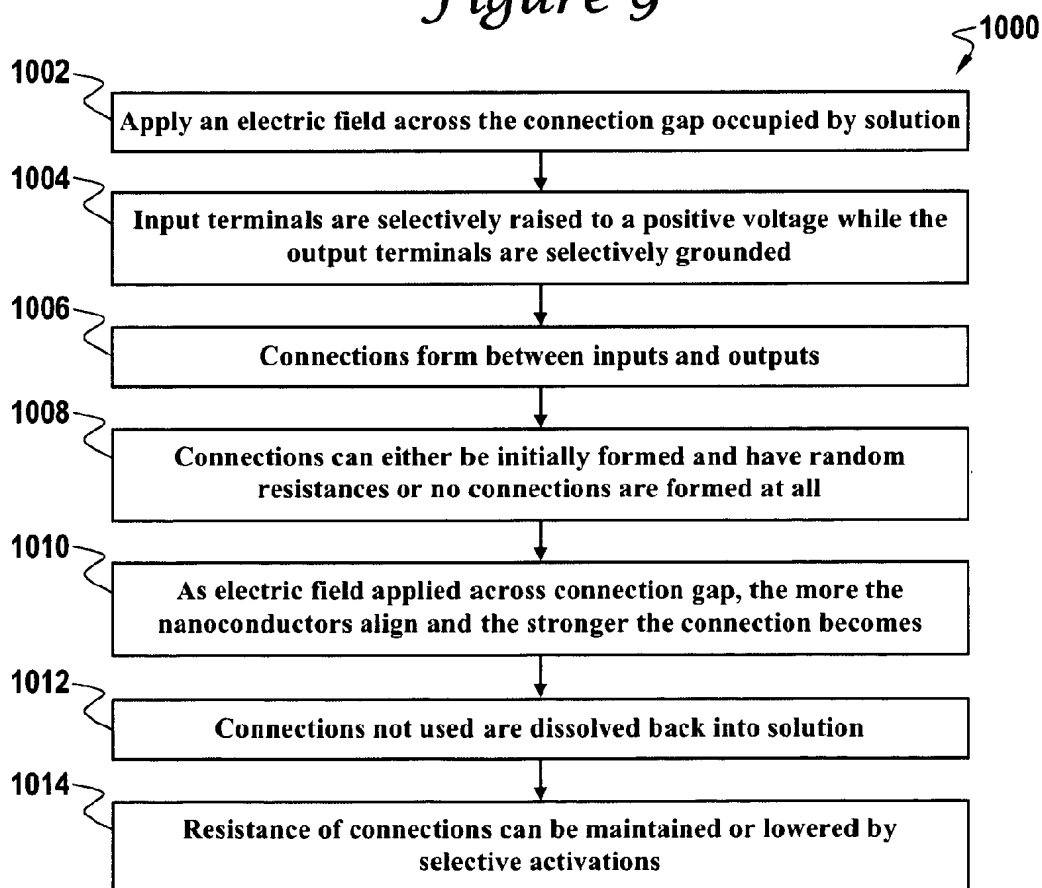 Figure 9
1000
1002
Apply an electric field across the connection gap occupied by solution
1004
Input terminals are selectively raised to a positive voltage while the
output terminals are selectively grounded
1006
Connections form between inputs and outputs
1008
Connections can either be initially formed and have random
resistances or no connections are formed at all
1010
As electric field applied across connection gap, the more the
nanoconductors align and the stronger the connection becomes
1012
Connections not used are dissolved back into solution
1014
Resistance of connections can be maintained or lowered by
selective activations